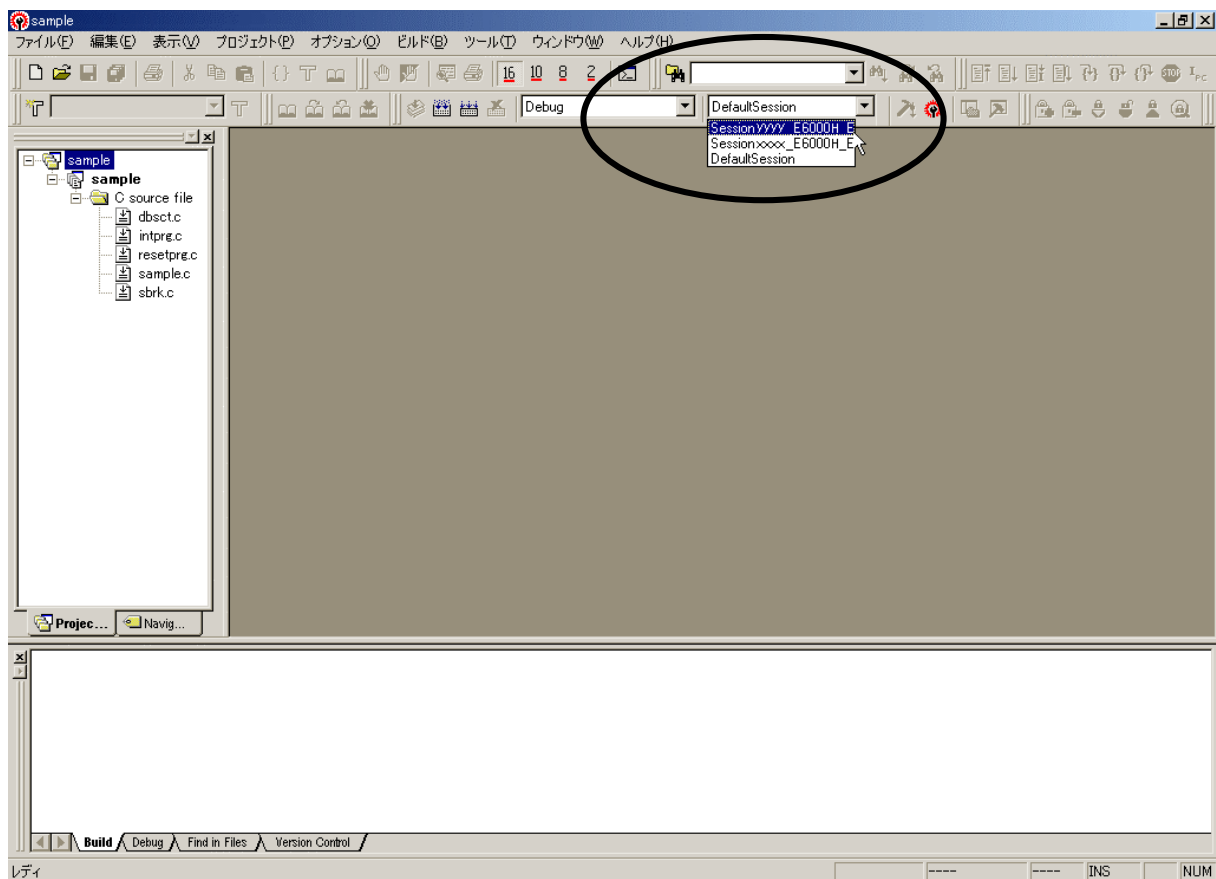 sample
ファイル(F) 編集(E) 表示(V) プロジェクト(P) オプション(O) ビルド(B) ツール(T) ウィンドウ(W) ヘルプ(H)
16 10 8 2
STOP
PC
Debug
DefaultSession
SessionYYYY_E6000H_E
Sessionxxxx_E6000H_E
DefaultSession
sample
sample
C source file
dbsct.c
intprg.c
resetprg.c
sample.c
sbrk.c
Projec... Navig...
Build Debug Find in Files Version Control
レディ ---- ---- INS NUM